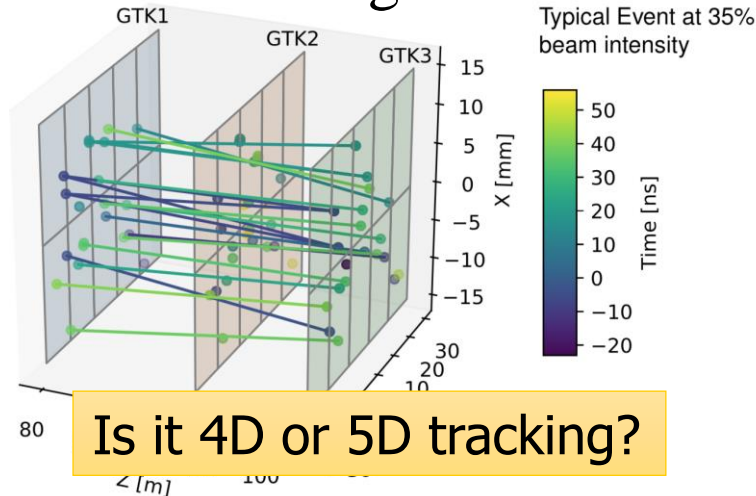 GTK1
GTK2
GTK3
Typical Event at 35%
beam intensity
15
10
5
0
−5
−10
−15
X [mm]
30
20
10
50
40
30
20
10
0
−10
−20
Time [ns]
80
100
Z [m]
Is it 4D or 5D tracking?